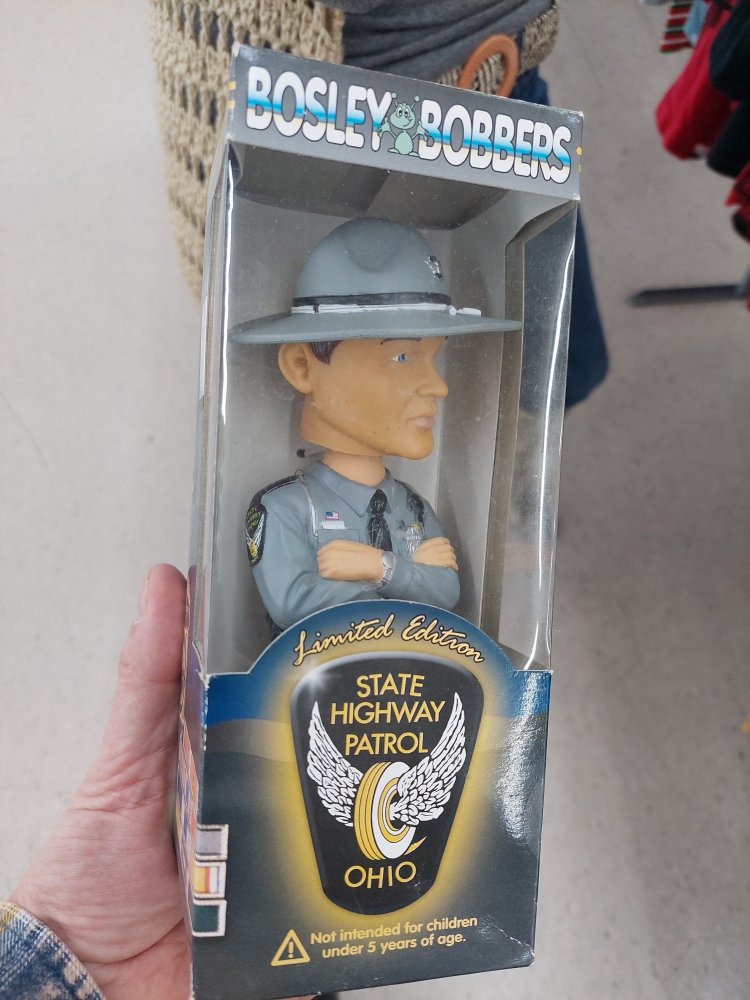 BOSLEY BOBBERS
Limited Edition
STATE
HIGHWAY
PATROL
OHIO
Not intended for children
under 5 years of age.